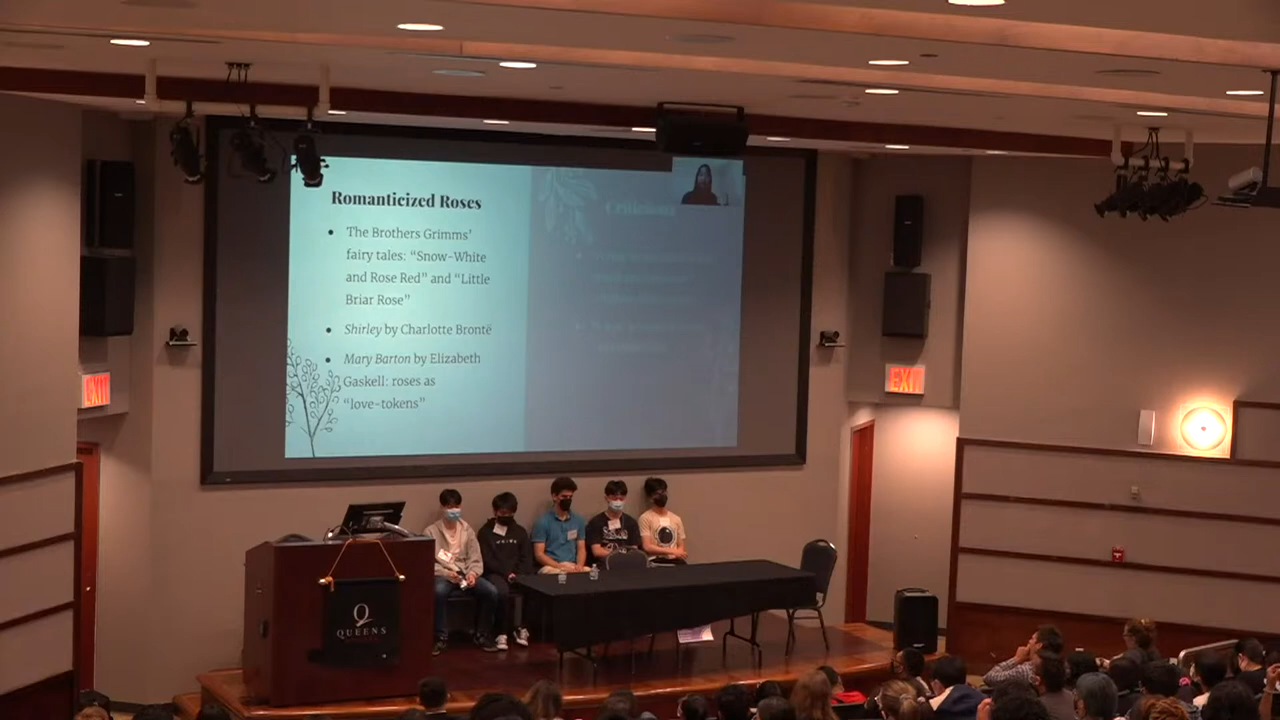 Romanticized Roses
• The Brothers Grimms'
fairy tales: "Snow-White
and Rose Red" and "Little
Briar Rose"
• Shirley by Charlotte Brontë
• Mary Barton by Elizabeth
Gaskell: roses as
"love-tokens"
EXIT
EXIT
Q
QUEENS